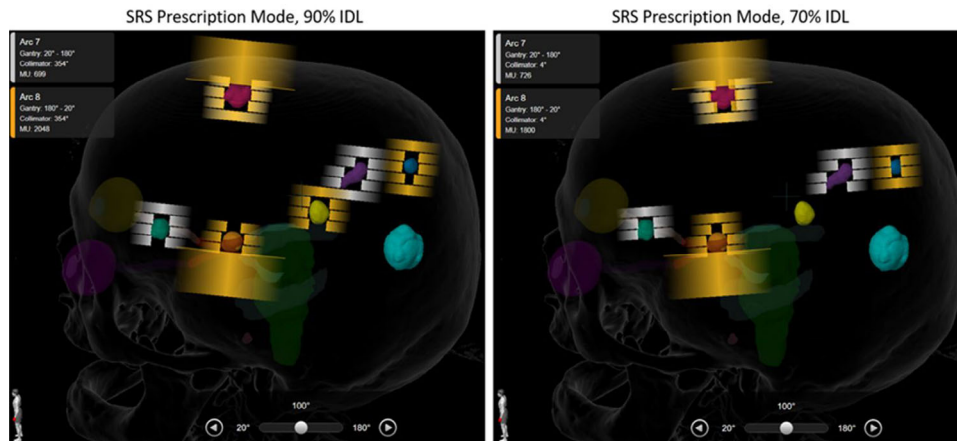 SRS Prescription Mode, 90% IDL
Arc 7
Gantry: 20° - 180°
Collimator: 354°
MU: 699
Arc 8
Gantry: 180° - 20°
Collimator: 354°
MU: 2048
100°
20°
180°
SRS Prescription Mode, 70% IDL
Arc 7
Gantry: 20° - 180°
Collimator: 4°
MU: 726
Arc 8
Gantry: 180° - 20°
Collimator: 4°
MU: 1800
100°
20°
180°